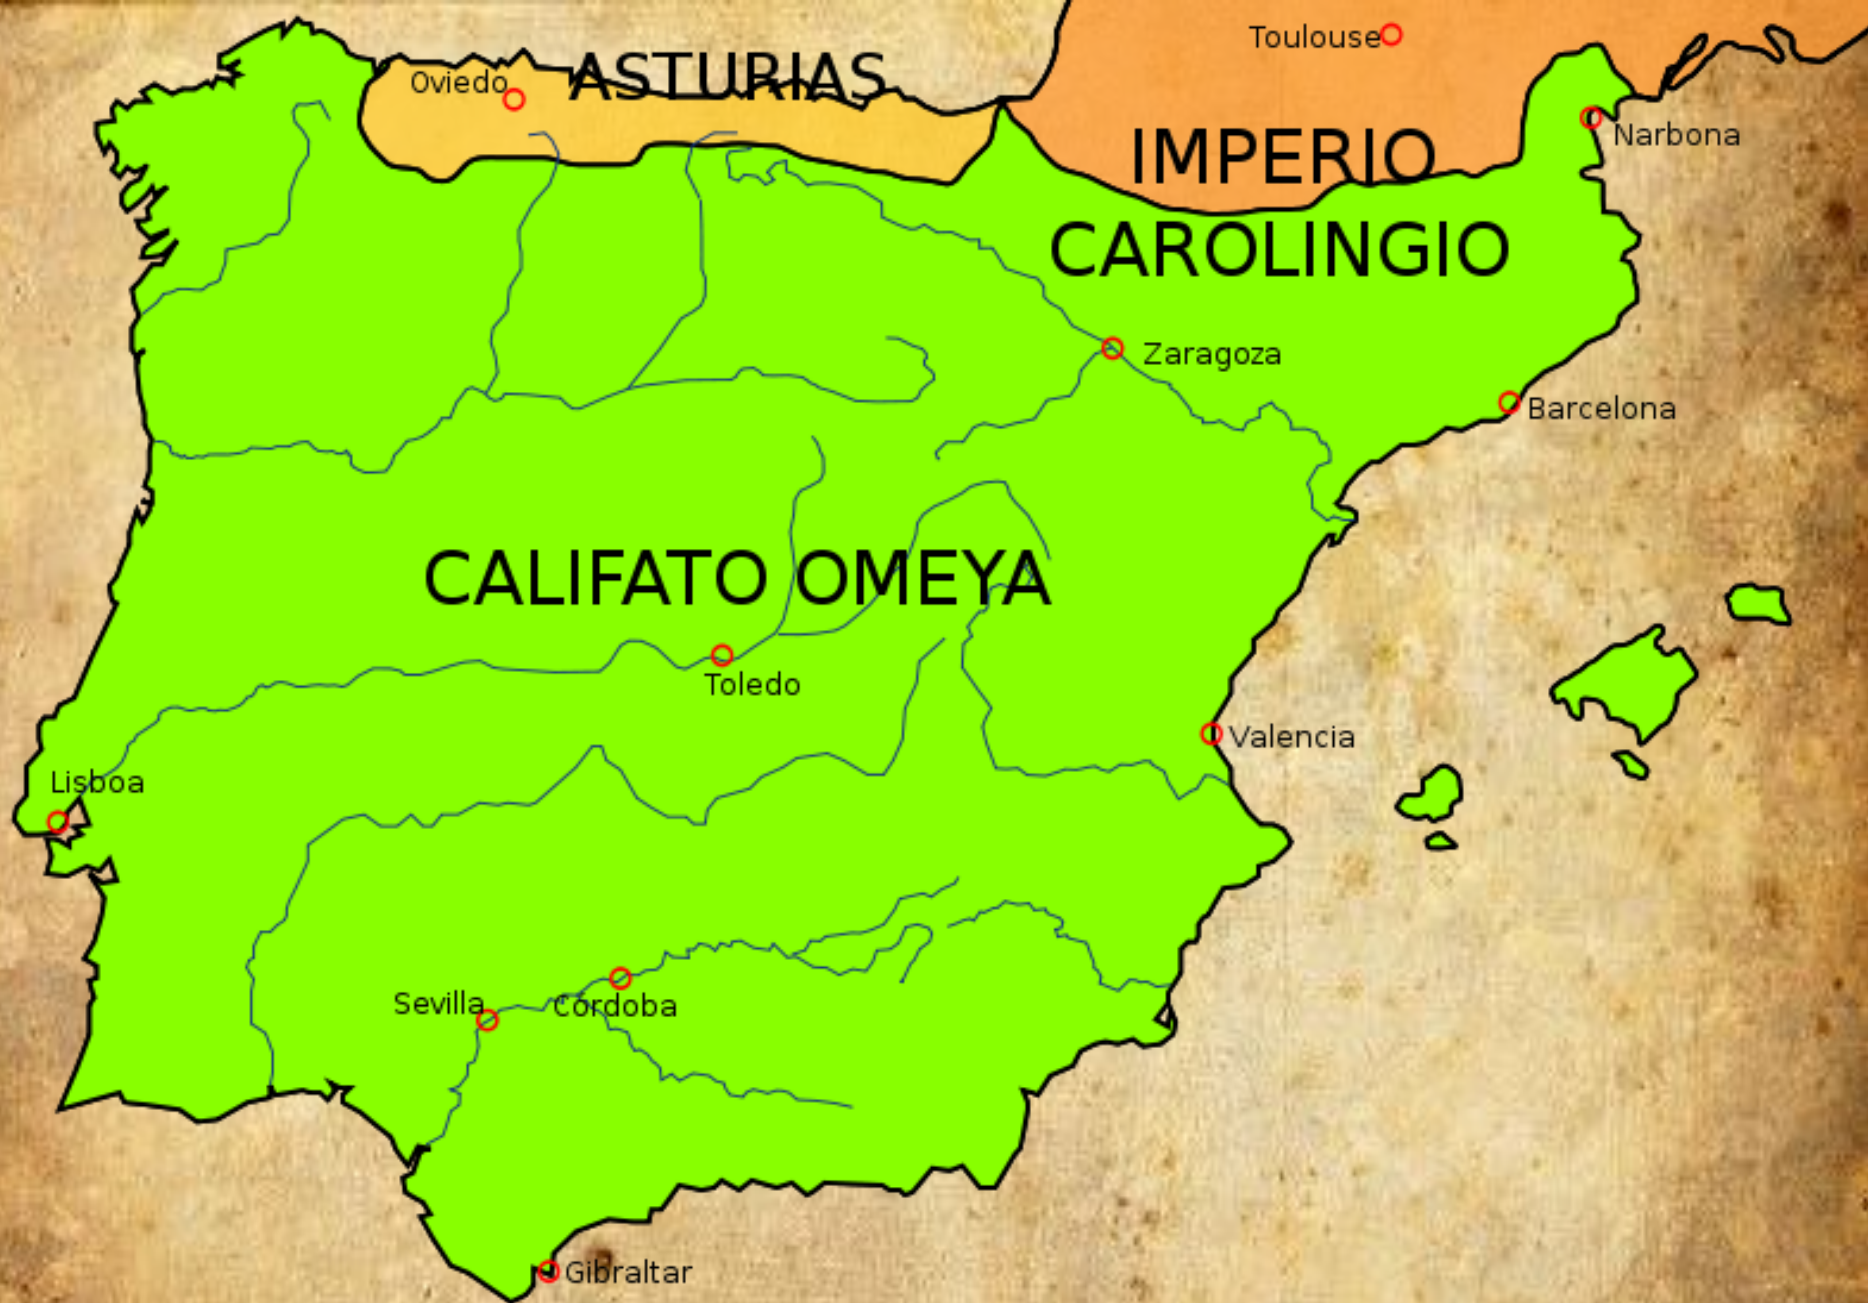 Toulouse
Oviedo
ASTURIAS
Narbona
IMPERIO
CAROLINGIO
Zaragoza
Barcelona
CALIFATO OMEYA
Toledo
Valencia
Lisboa
Sevilla
Córdoba
Gibraltar